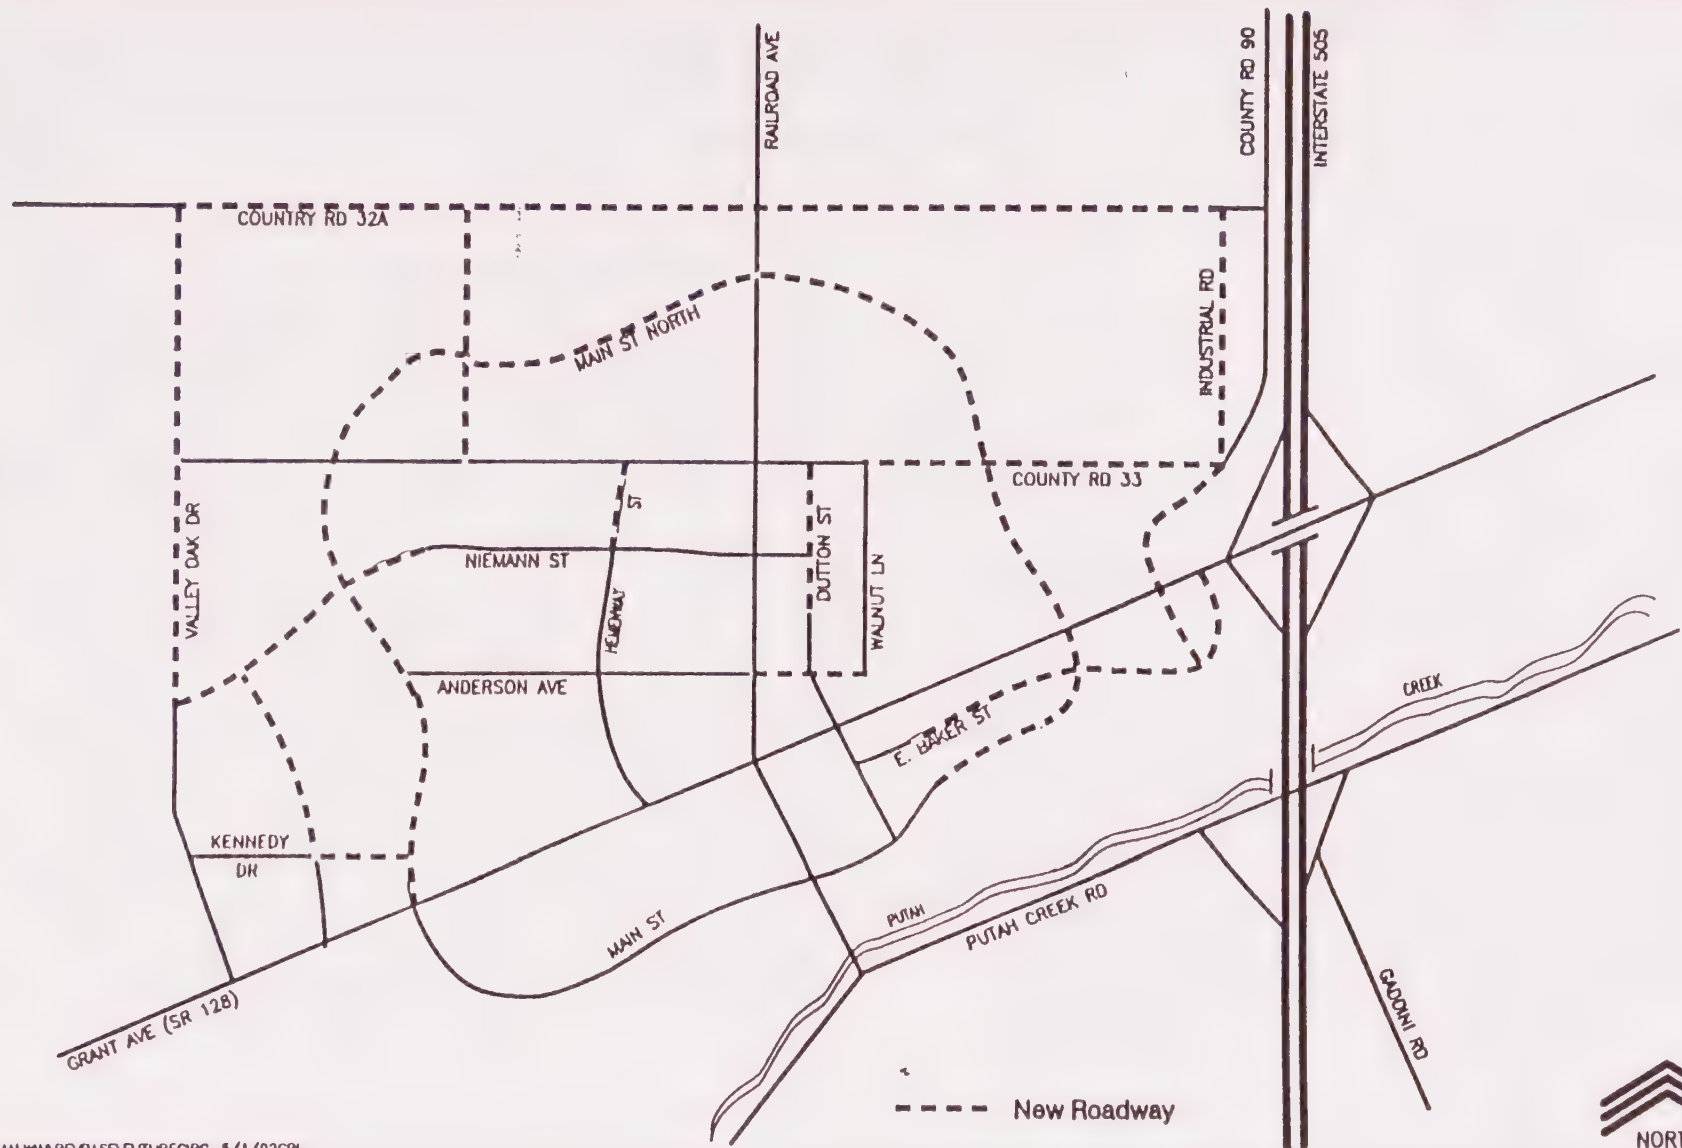 RAILROAD AVE
COUNTY RD 90
INTERSTATE 505
COUNTRY RD 32A
MAIN ST NORTH
INDUSTRIAL RD
COUNTY RD 33
VALLEY OAK DR
ST
NIEMANN ST
DUTTON ST
WALNUT LN
HEMENWAY
ANDERSON AVE
CREEK
E. BAKER ST
KENNEDY
DR
MAIN ST
PUTAH
PUTAH CREEK RD
GRANT AVE (SR 128)
RD
New Roadway
NORT